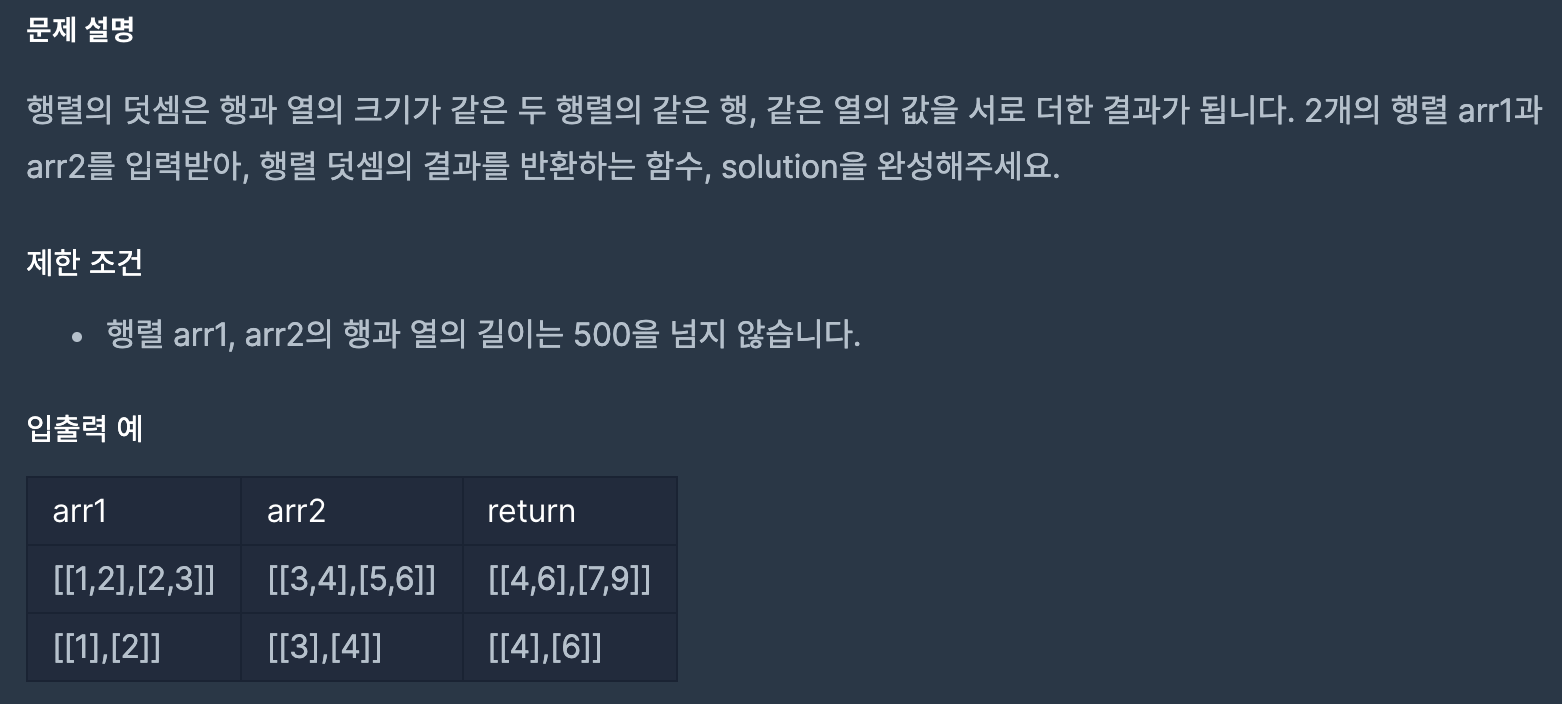 문제 설명
행렬의 덧셈은 행과 열의 크기가 같은 두 행렬의 같은 행, 같은 열의 값을 서로 더한 결과가 됩니다. 2개의 행렬 arr1과
arr2를 입력받아, 행렬 덧셈의 결과를 반환하는 함수, solution을 완성해주세요.
제한 조건
• 행렬 arr1, arr2의 행과 열의 길이는 500을 넘지 않습니다.
입출력 예
arr1 arr2 return
[[1,2],[2,3]] [[3,4],[5,6]] [[4,6],[7,9]]
[[1],[2]] [[3],[4]] [[4],[6]]